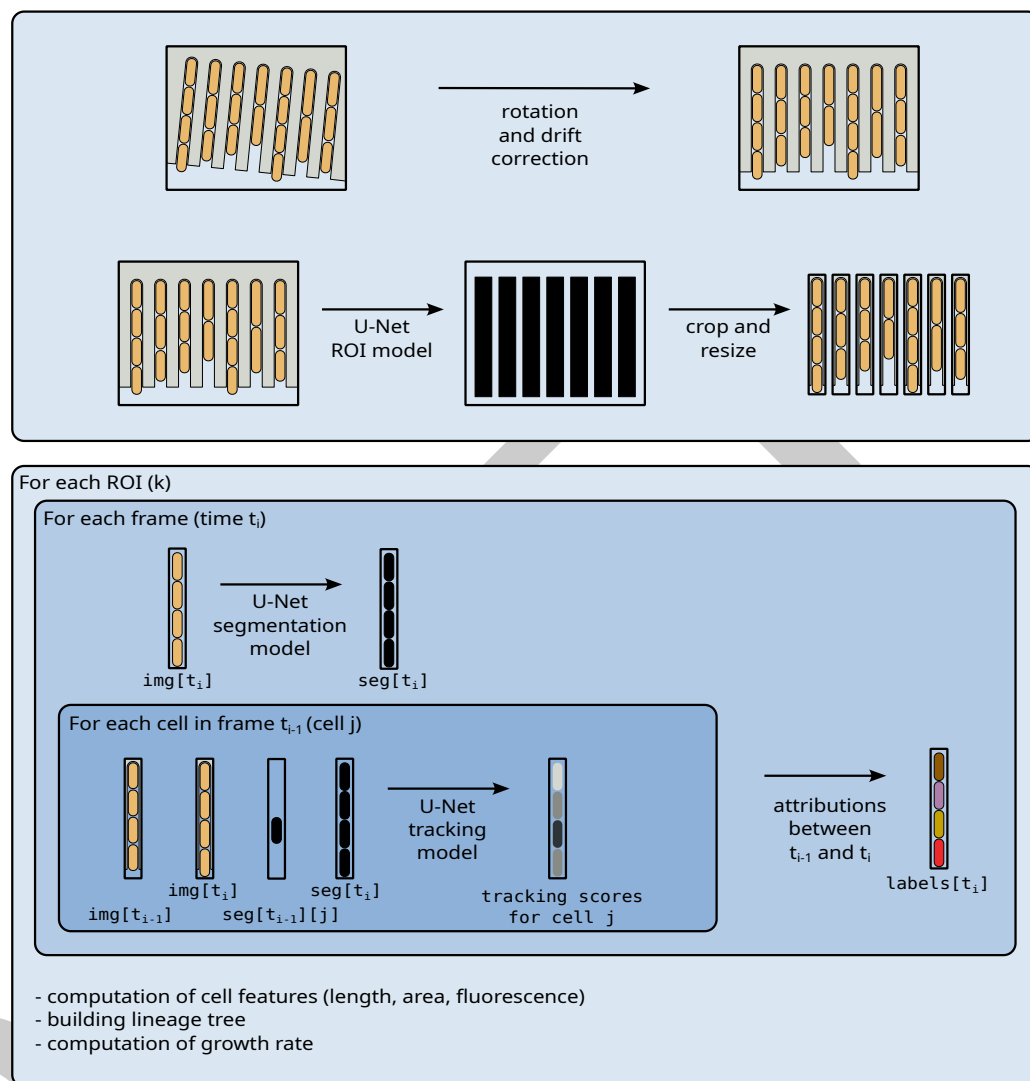 rotation
and drift
correction
U-Net
ROI model
crop and
resize
For each ROI (k)
For each frame (time tᵢ)
U-Net
segmentation
model
img[tᵢ]
seg[tᵢ]
For each cell in frame tᵢ₋₁ (cell j)
U-Net
tracking
model
img[tᵢ₋₁]
img[tᵢ]
seg[tᵢ₋₁][j]
seg[tᵢ]
tracking scores
for cell j
attributions
between
tᵢ₋₁ and tᵢ
labels[tᵢ]
- computation of cell features (length, area, fluorescence)
- building lineage tree
- computation of growth rate